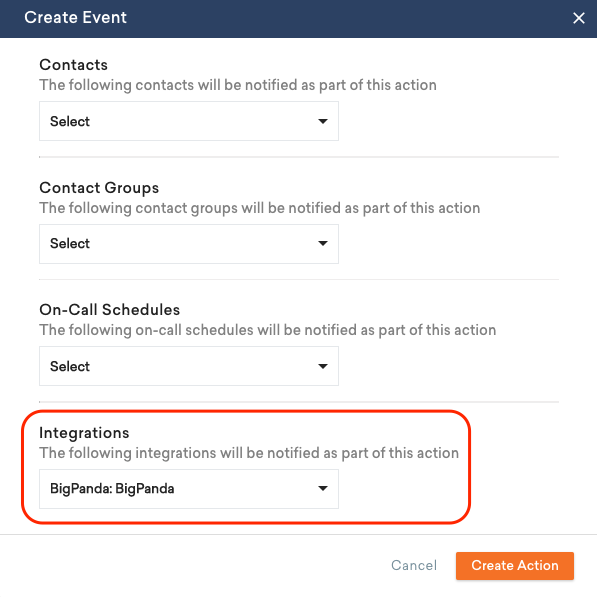 Create Event
Contacts
The following contacts will be notified as part of this action
Select
Contact Groups
The following contact groups will be notified as part of this action
Select
On-Call Schedules
The following on-call schedules will be notified as part of this action
Select
Integrations
The following integrations will be notified as part of this action
BigPanda: BigPanda
Cancel Create Action